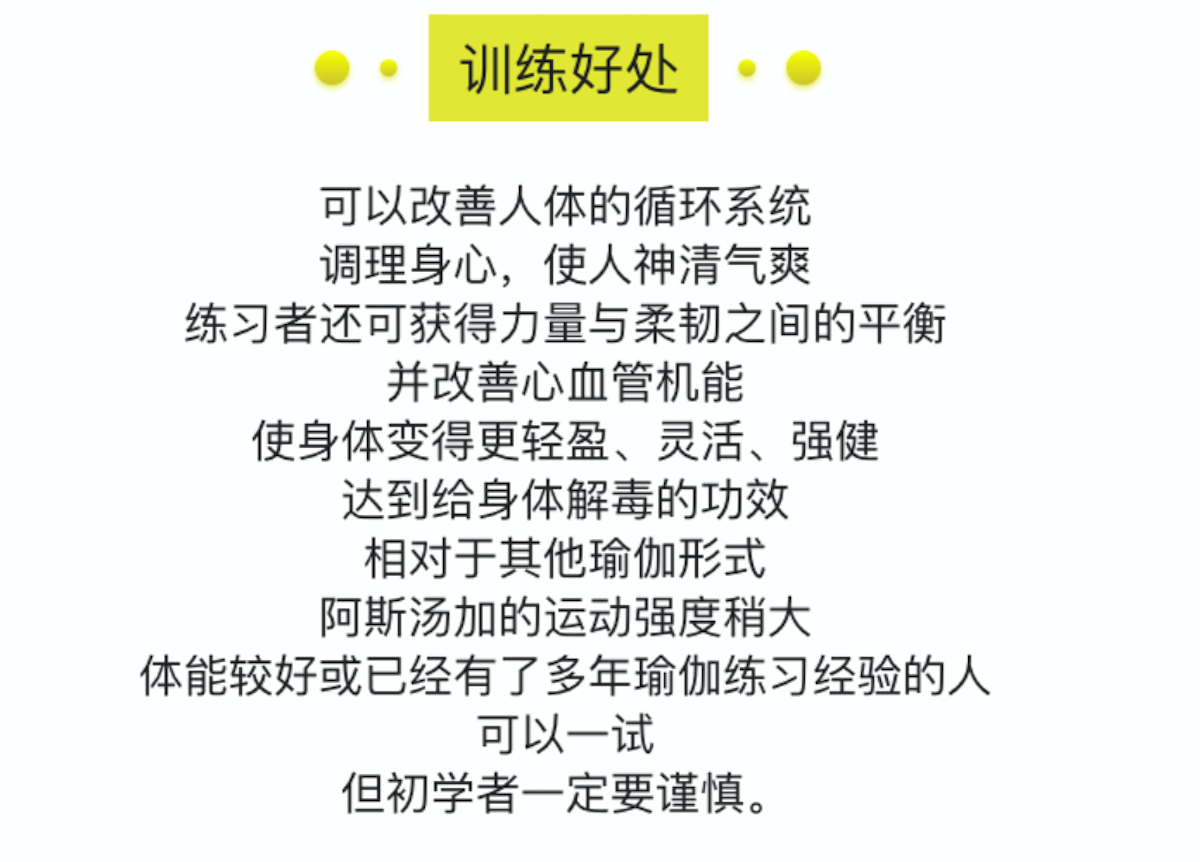 训练好处
可以改善人体的循环系统
调理身心，使人神清气爽
练习者还可获得力量与柔韧之间的平衡
并改善心血管机能
使身体变得更轻盈、灵活、强健
达到给身体解毒的功效
相对于其他瑜伽形式
阿斯汤加的运动强度稍大
体能较好或已经有了多年瑜伽练习经验的人
可以一试
但初学者一定要谨慎。